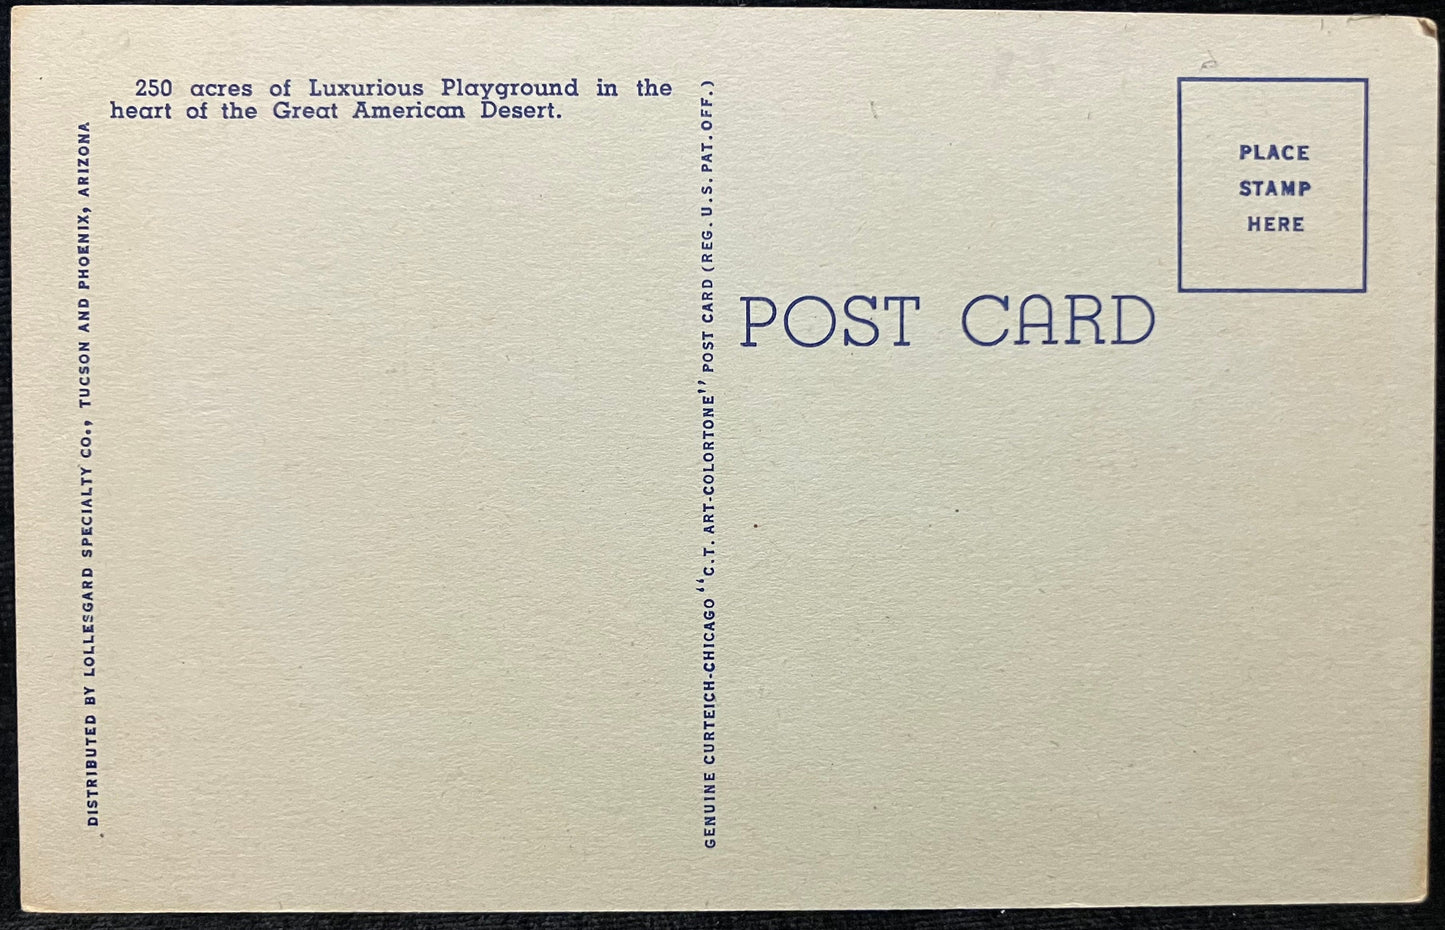 250 acres of Luxurious Playground in the
heart of the Great American Desert.
DISTRIBUTED BY LOLLESGARD SPECIALTY CO., TUCSON AND PHOENIX, ARIZONA
GENUINE CURTEICH-CHICAGO "C.T. ART-COLORTONE" POST CARD (REG. U.S. PAT. OFF.)
POST CARD
PLACE
STAMP
HERE